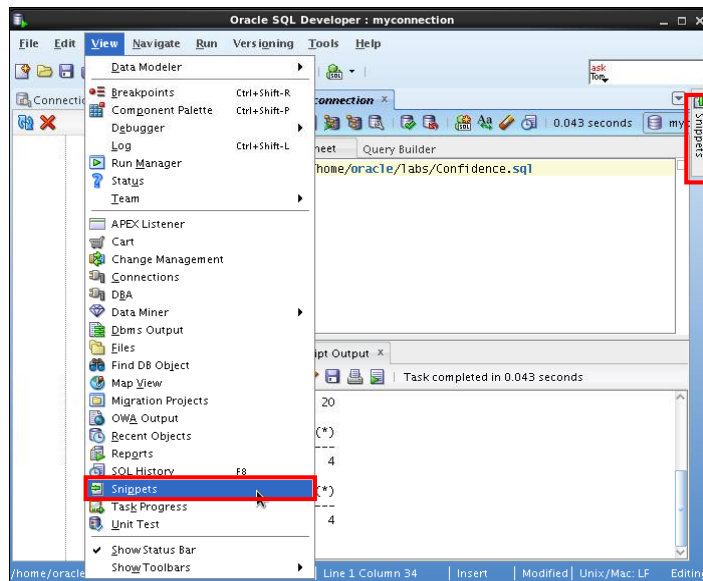 Oracle SQL Developer : myconnection
File Edit View Navigate Run Versioning Tools Help
ask
Tom
Connectio
connection
0.043 seconds
my
Snippets
Data Modeler
Breakpoints Ctrl+Shift-R
Component Palette Ctrl+Shift-P
Debugger
Log Ctrl+Shift-L
Run Manager
Status
Team
APEX Listener
Cart
Change Management
Connections
DBA
Data Miner
Dbms Output
Files
Find DB Object
Map View
Migration Projects
OWA Output
Recent Objects
Reports
SQL History F8
Snippets
Task Progress
Unit Test
Show Status Bar
Show Toolbars
heet Query Builder
home/oracle/labs/Confidence.sql
ipt Output
Task completed in 0.043 seconds
20
(*)
---
4
(*)
---
4
/home/oracle Line 1 Column 34 Insert Modified Unix/Mac: LF Editing